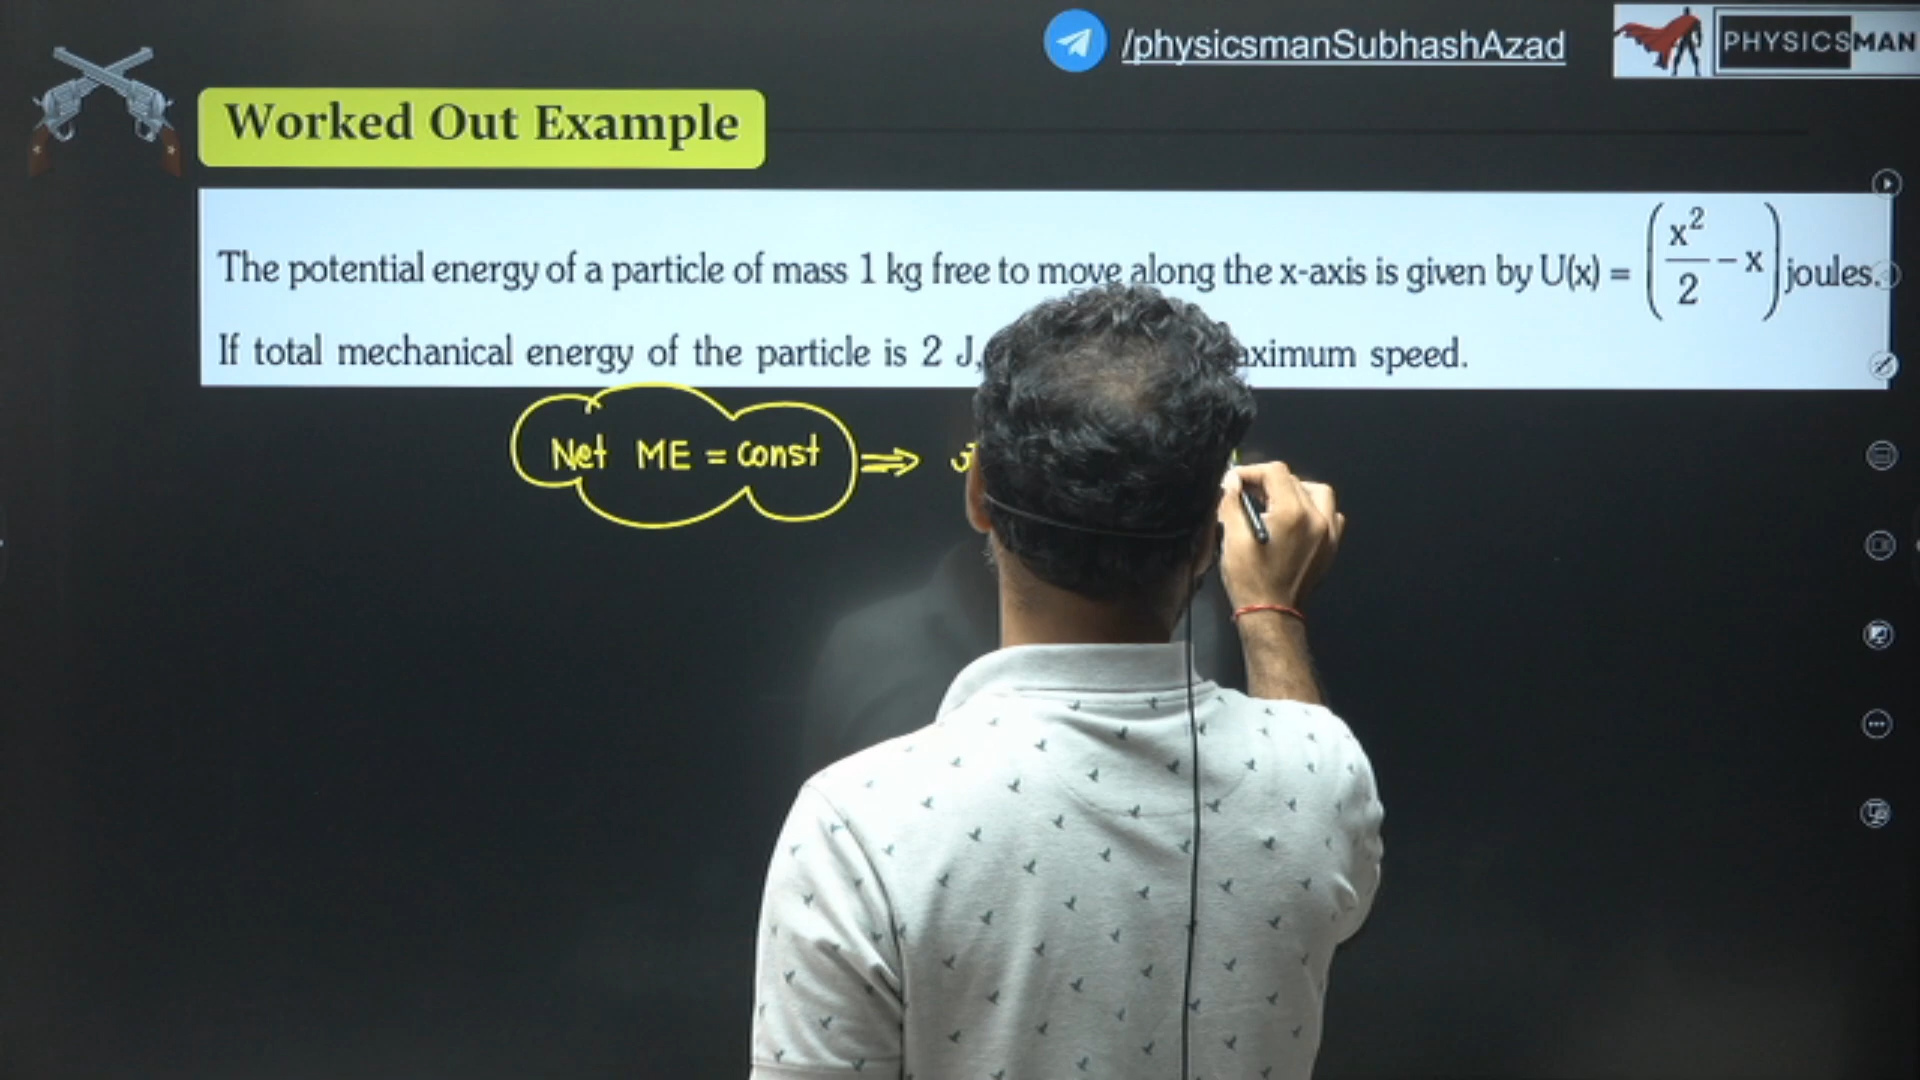 /physicsmanSubhashAzad
PHYSICSMAN
Worked Out Example
The potential energy of a particle of mass 1 kg free to move along the x-axis is given by U(x) = (x²/2 − x) joules.
If total mechanical energy of the particle is 2 J, aximum speed.
Net ME = const ⇒